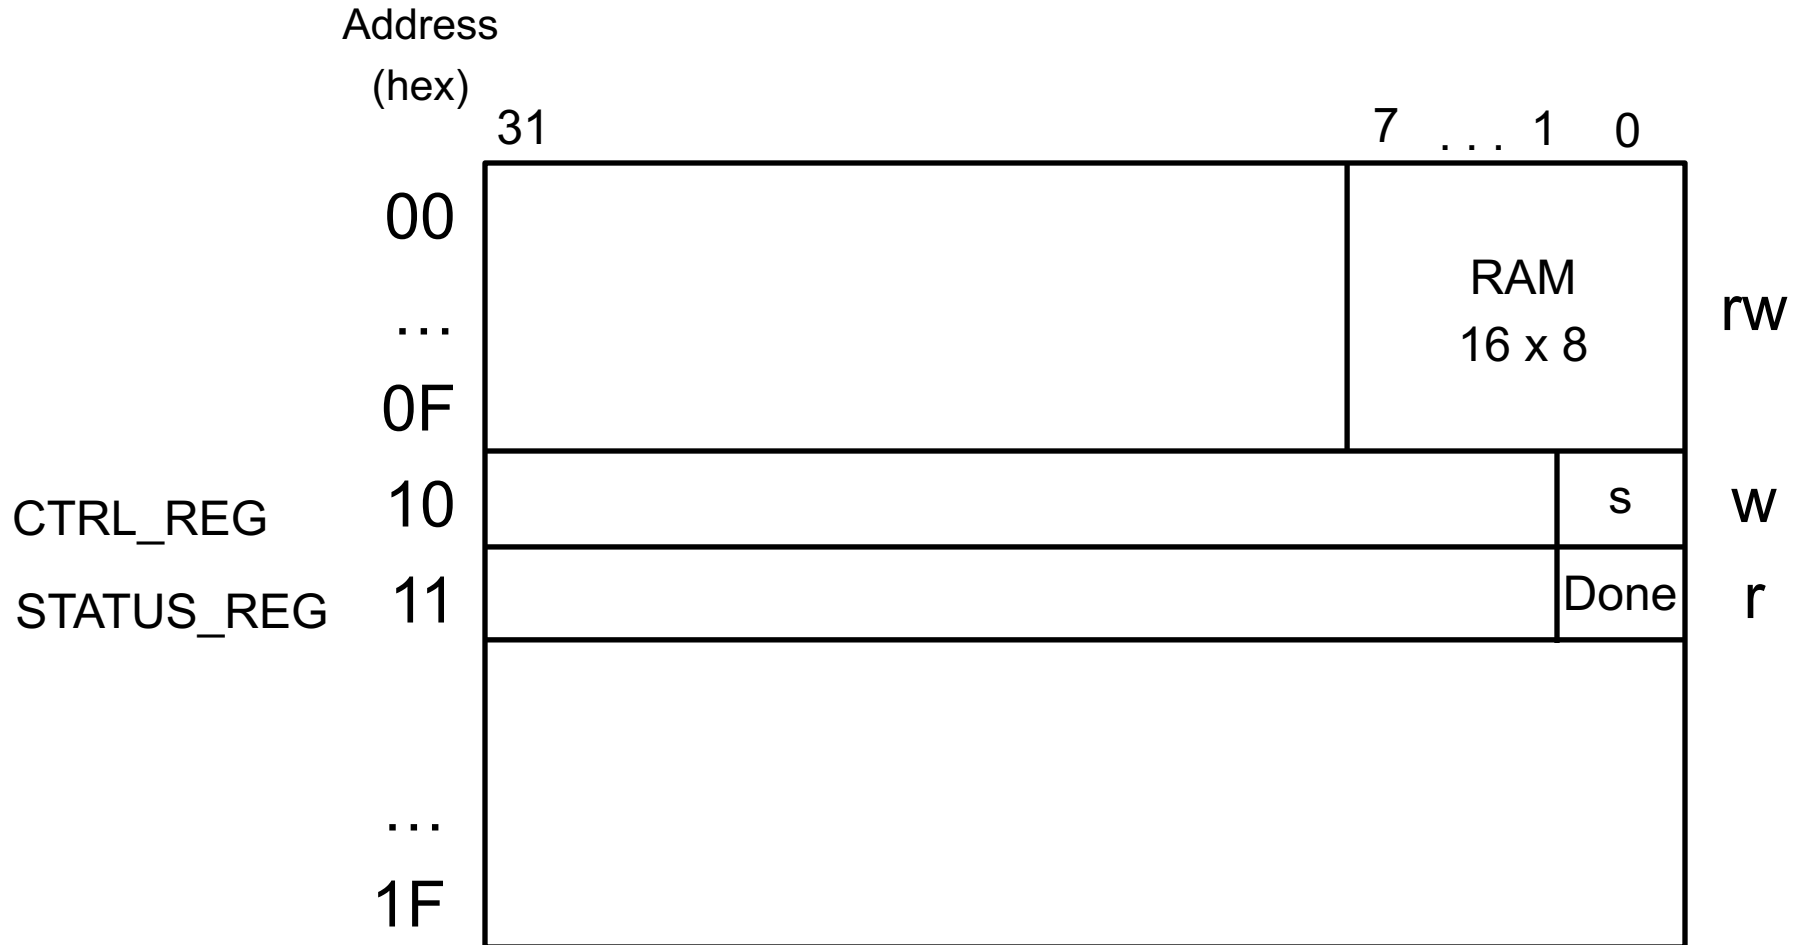 Address
(hex)
31 7 . . . 1 0
00
RAM
... rw
16 x 8
0F
CTRL_REG 10 s w
STATUS_REG 11 Done r
...
1F